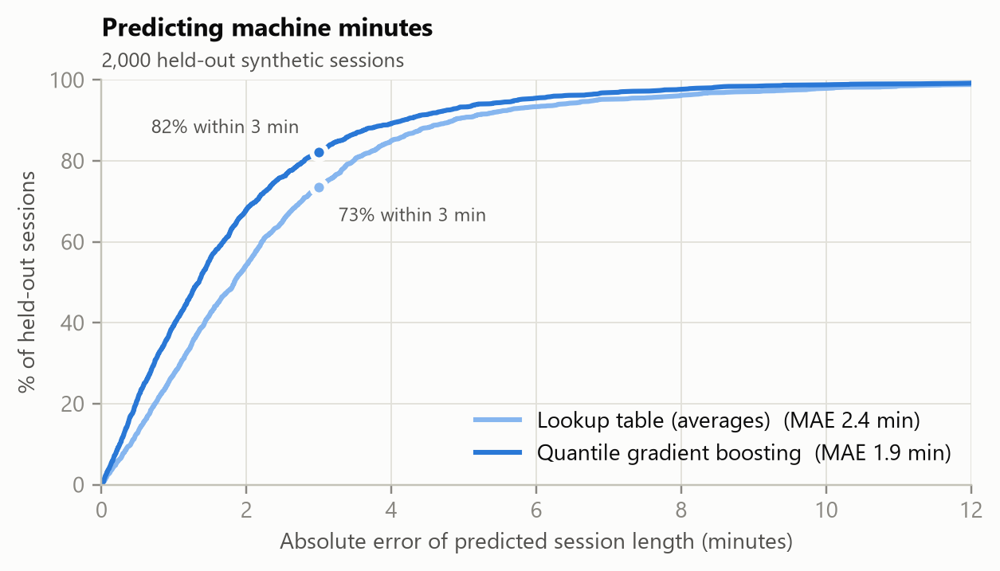 Predicting machine minutes
2,000 held-out synthetic sessions
100
80
60
40
20
0
% of held-out sessions
82% within 3 min
73% within 3 min
Lookup table (averages) (MAE 2.4 min)
Quantile gradient boosting (MAE 1.9 min)
0 2 4 6 8 10 12
Absolute error of predicted session length (minutes)